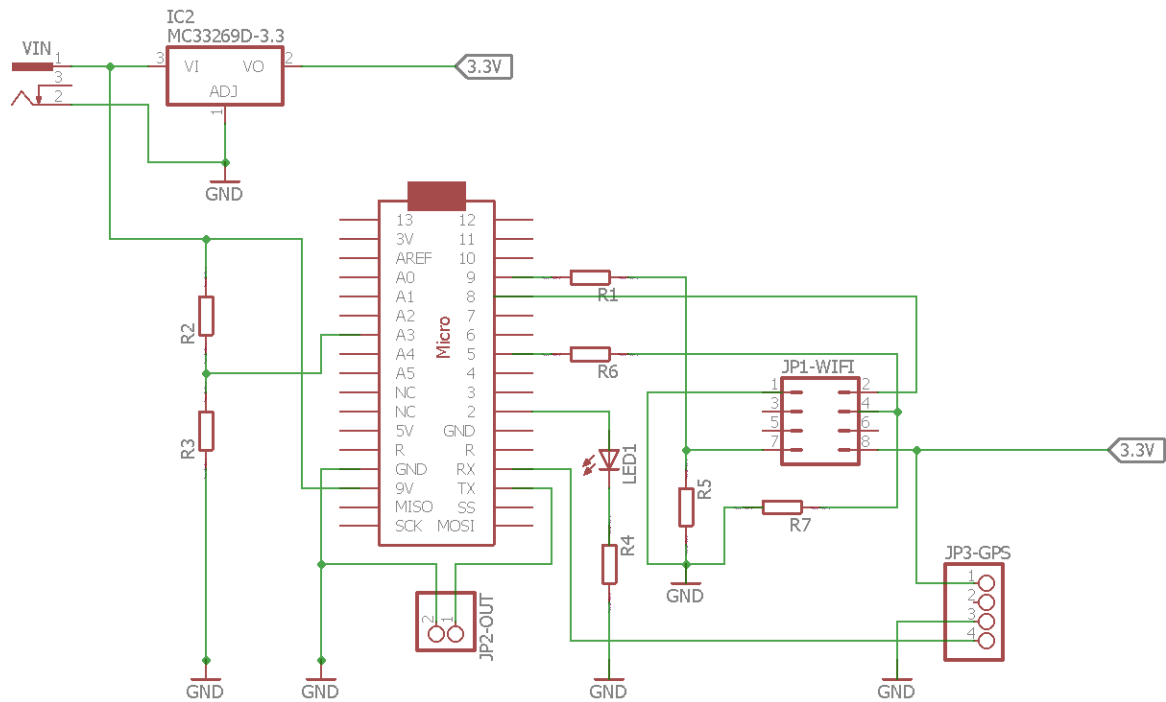 IC2
MC33269D-3.3
VIN
1
3
2
3
VI
VO
2
ADJ
1
3.3V
GND
13
12
3V
11
AREF
10
A0
9
A1
8
A2
7
A3
6
A4
5
A5
4
NC
3
NC
2
5V
GND
R
R
GND
RX
9V
TX
MISO
SS
SCK
MOSI
Micro
R1
R2
R6
JP1-WIFI
1
2
3
4
5
6
7
8
3.3V
R3
LED1
R5
R7
R4
JP3-GPS
1
2
3
4
GND
2
1
JP2-OUT
GND
GND
GND
GND